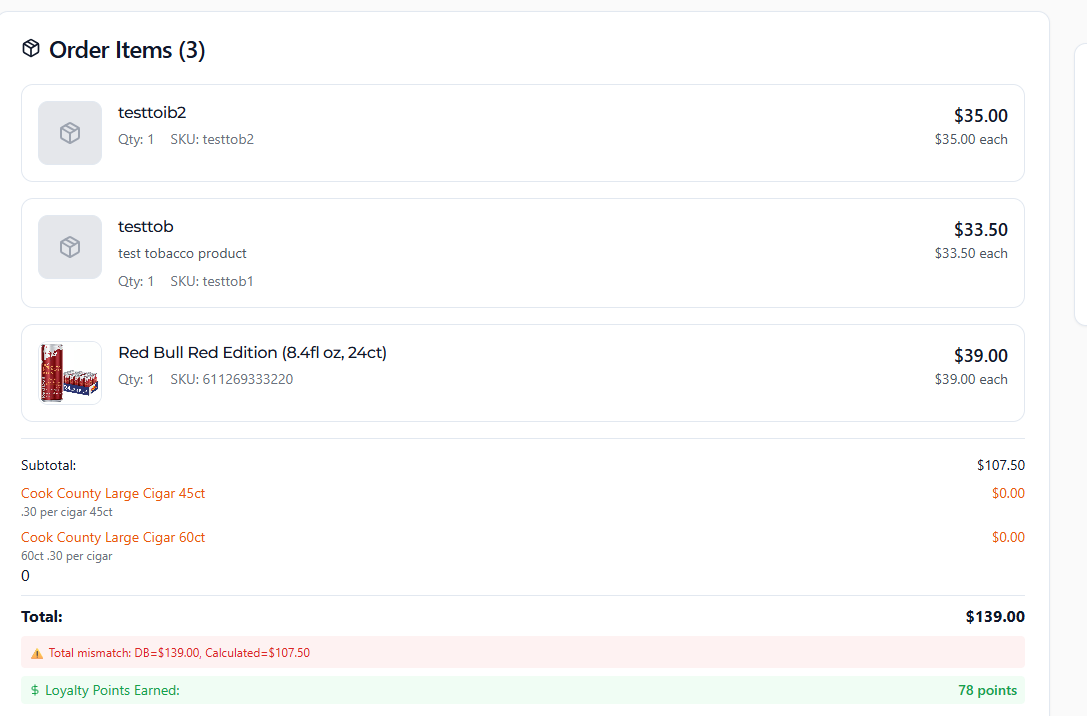 Order Items (3)
testtoib2
$35.00
Qty: 1 SKU: testtob2
$35.00 each
testtob
$33.50
test tobacco product
$33.50 each
Qty: 1 SKU: testtob1
Red Bull Red Edition (8.4fl oz, 24ct)
$39.00
Qty: 1 SKU: 611269333220
$39.00 each
Subtotal:
$107.50
Cook County Large Cigar 45ct
$0.00
.30 per cigar 45ct
Cook County Large Cigar 60ct
$0.00
60ct .30 per cigar
0
Total:
$139.00
⚠️ Total mismatch: DB=$139.00, Calculated=$107.50
$ Loyalty Points Earned:
78 points